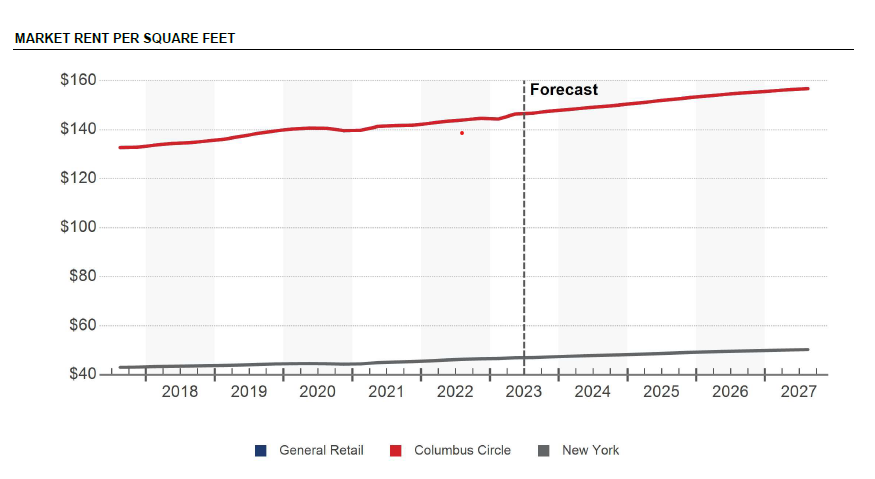 MARKET RENT PER SQUARE FEET
$160
Forecast
$140
$120
$100
$80
$60
$40
2018 2019 2020 2021 2022 2023 2024 2025 2026 2027
General Retail Columbus Circle New York